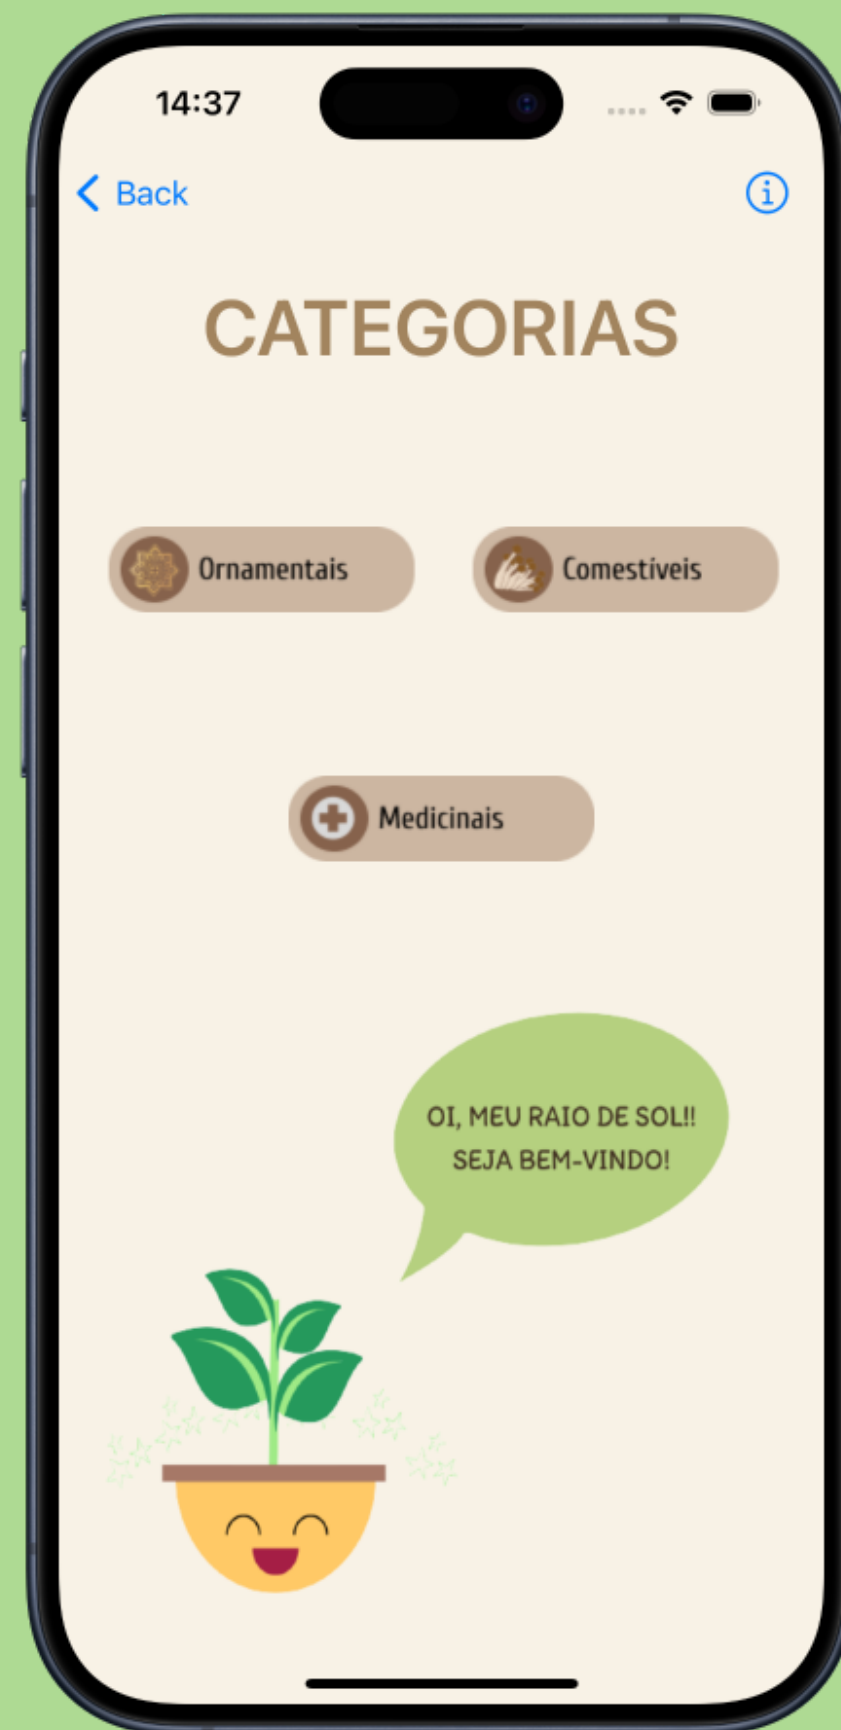 14:37
Back
CATEGORIAS
Ornamentais
Comestíveis
Medicinais
OI, MEU RAIO DE SOL!!
SEJA BEM-VINDO!